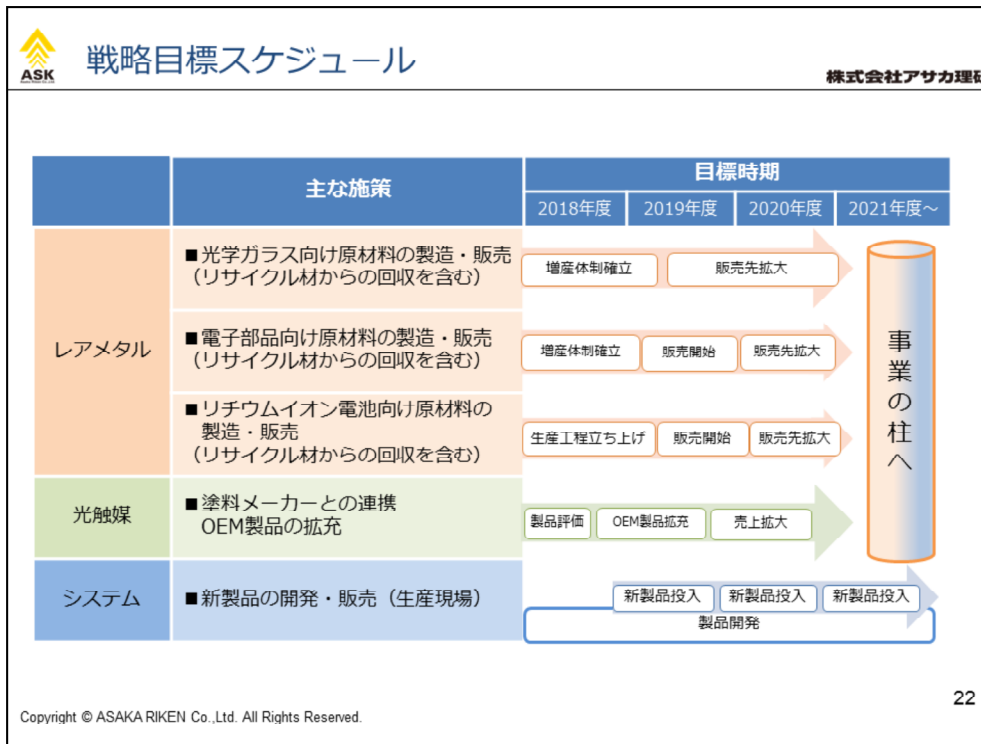 ASK
戦略目標スケジュール
株式会社アサカ理研
主な施策
目標時期
2018年度
2019年度
2020年度
2021年度～
レアメタル
■光学ガラス向け原材料の製造・販売
（リサイクル材からの回収を含む）
増産体制確立
販売先拡大
■電子部品向け原材料の製造・販売
（リサイクル材からの回収を含む）
増産体制確立
販売開始
販売先拡大
■リチウムイオン電池向け原材料の
製造・販売
（リサイクル材からの回収を含む）
生産工程立ち上げ
販売開始
販売先拡大
事業の柱へ
光触媒
■塗料メーカーとの連携
OEM製品の拡充
製品評価
OEM製品拡充
売上拡大
システム
■新製品の開発・販売（生産現場）
新製品投入
新製品投入
新製品投入
製品開発
22
Copyright © ASAKA RIKEN Co.,Ltd. All Rights Reserved.